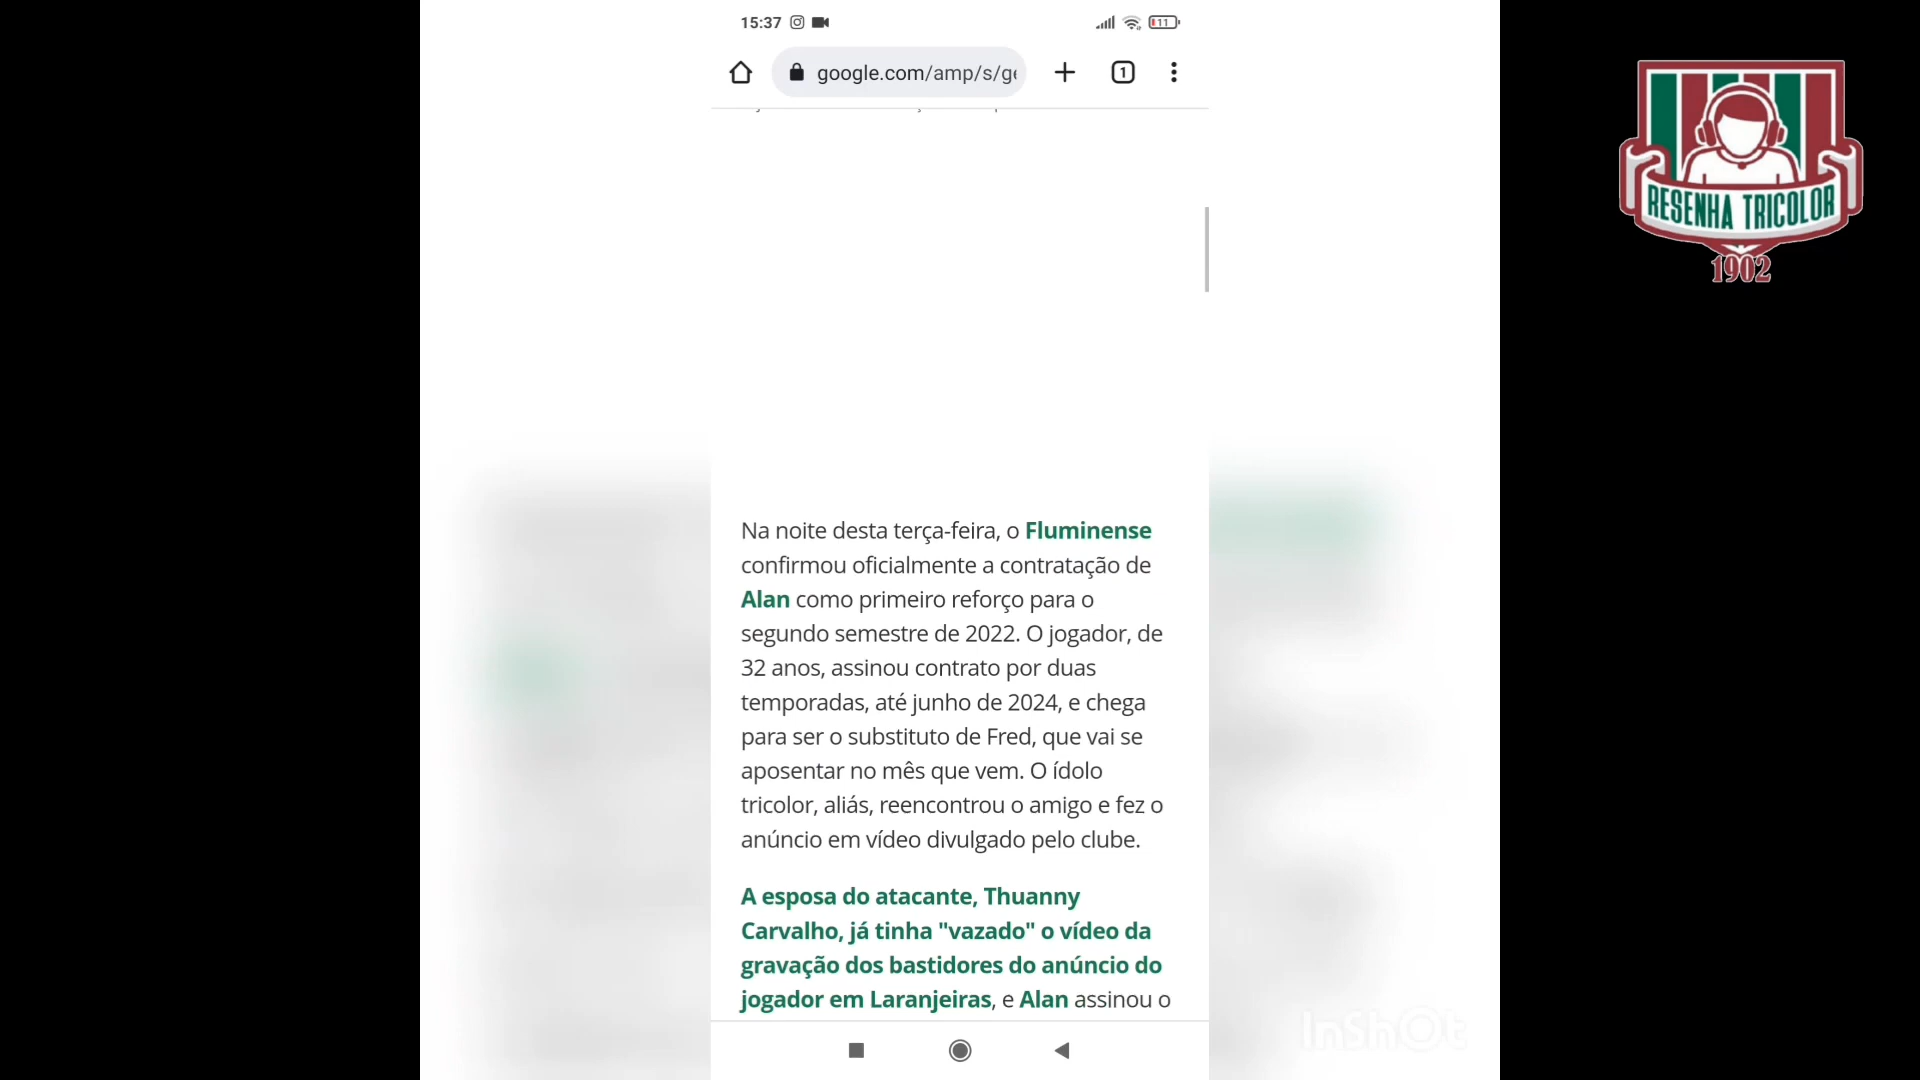 15:37
11
google.com/amp/s/ge
1
RESENHA TRICOLOR
1902
Na noite desta terça-feira, o Fluminense
confirmou oficialmente a contratação de
Alan como primeiro reforço para o
segundo semestre de 2022. O jogador, de
32 anos, assinou contrato por duas
temporadas, até junho de 2024, e chega
para ser o substituto de Fred, que vai se
aposentar no mês que vem. O ídolo
tricolor, aliás, reencontrou o amigo e fez o
anúncio em vídeo divulgado pelo clube.
A esposa do atacante, Thuanny
Carvalho, já tinha "vazado" o vídeo da
gravação dos bastidores do anúncio do
jogador em Laranjeiras, e Alan assinou o
InShOt